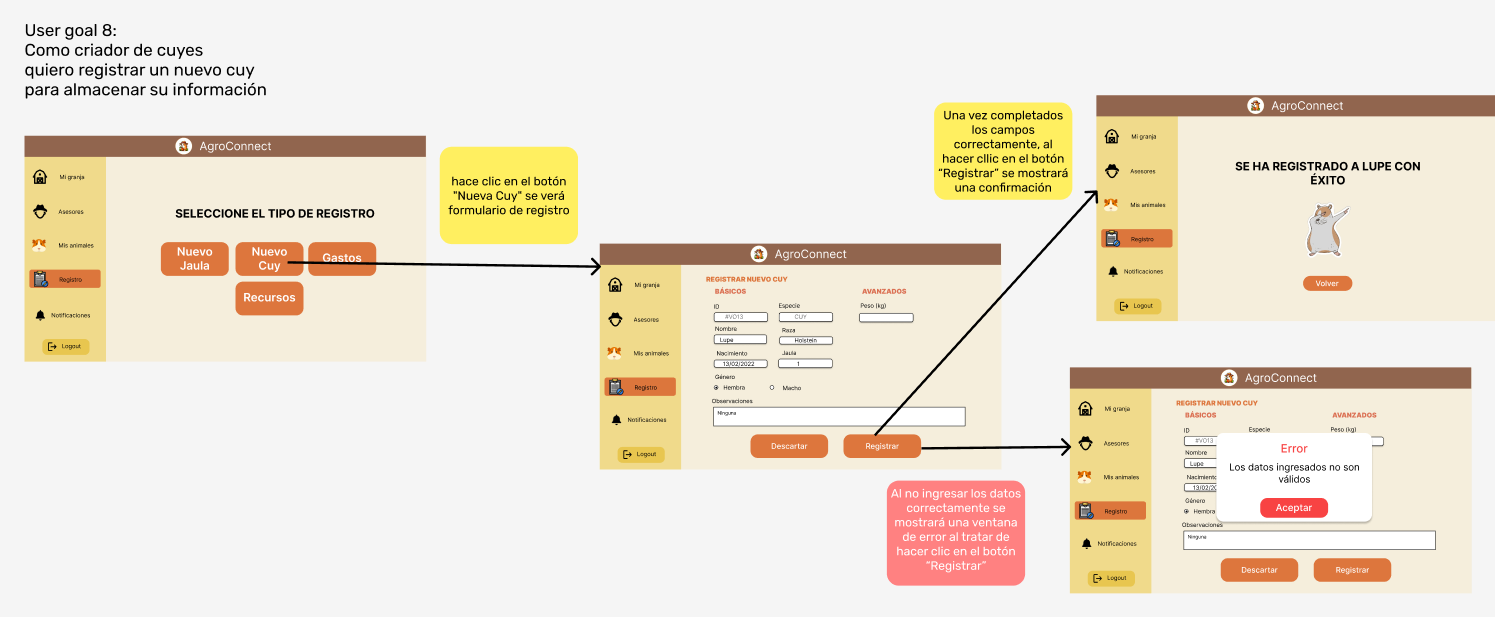 User goal 8:
Como criador de cuyes
quiero registrar un nuevo cuy
para almacenar su información
AgroConnect
Mi granja
Asesores
Mis animales
Registro
Notificaciones
Logout
SELECCIONE EL TIPO DE REGISTRO
Nuevo
Jaula
Nuevo
Cuy
Gastos
Recursos
hace clic en el botón
"Nueva Cuy" se verá
formulario de registro
AgroConnect
Mi granja
Asesores
Mis animales
Registro
Notificaciones
Logout
REGISTRAR NUEVO CUY
BÁSICOS
AVANZADOS
ID
Especie
Peso (kg)
#VO13
CUY
Nombre
Raza
Lupe
Holstein
Nacimiento
Jaula
13/02/2022
1
Género
Hembra
Macho
Observaciones
Ninguna
Descartar
Registrar
Una vez completados
los campos
correctamente, al
hacer cllic en el botón
"Registrar" se mostrará
una confirmación
AgroConnect
Mi granja
Asesores
Mis animales
Registro
Notificaciones
Logout
SE HA REGISTRADO A LUPE CON
ÉXITO
Volver
Al no ingresar los datos
correctamente se
mostrará una ventana
de error al tratar de
hacer clic en el botón
"Registrar"
AgroConnect
Mi granja
Asesores
Mis animales
Registro
Notificaciones
Logout
REGISTRAR NUEVO CUY
BÁSICOS
AVANZADOS
ID
Especie
Peso (kg)
#VO13
Nombre
Lupe
Nacimiento
13/02/20
Género
Hembra
Error
Los datos ingresados no son
válidos
Aceptar
Observaciones
Ninguna
Descartar
Registrar